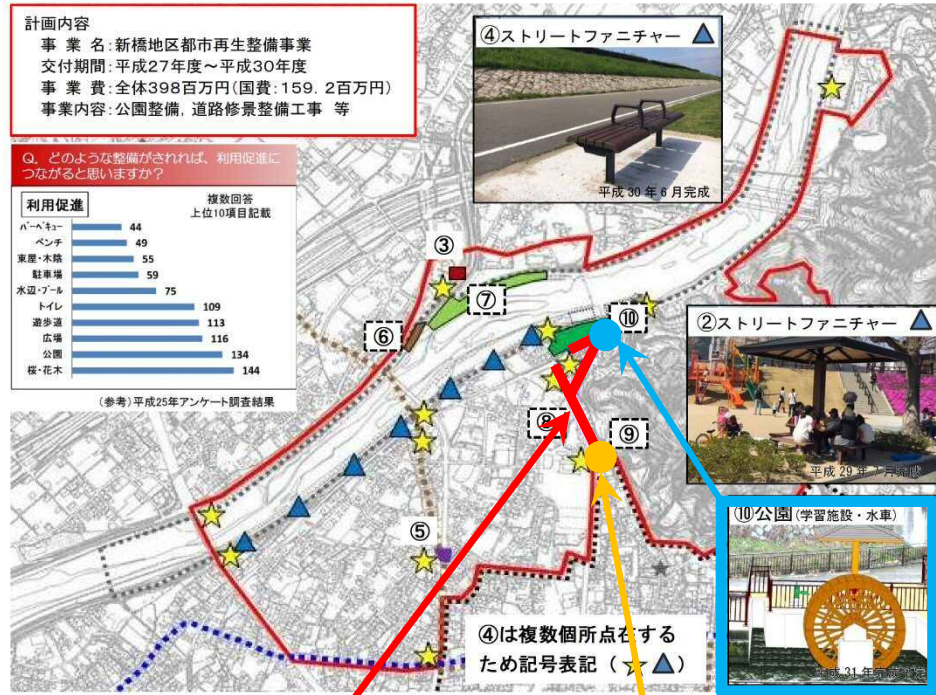 計画内容
事 業 名:新橋地区都市再生整備事業
交付期間:平成27年度～平成30年度
事 業 費:全体398百万円(国費:159. 2百万円)
事業内容:公園整備, 道路修景整備工事 等
④ストリートファニチャー
平成 30 年 6 月完成
Q. どのような整備がされれば、利用促進につながると思いますか?
利用促進
複数回答
上位10項目記載
バーベキュー 44
ベンチ 49
東屋・木陰 55
駐車場 59
水辺・プール 75
トイレ 109
遊歩道 113
広場 116
公園 134
桜・花木 144
(参考)平成25年アンケート調査結果
③
⑦
⑥
⑩
⑧
⑨
⑤
②ストリートファニチャー
平成 29 年 7 月完成
⑩公園(学習施設・水車)
平成 31 年完成予定
④は複数個所点在する
ため記号表記(☆▲)